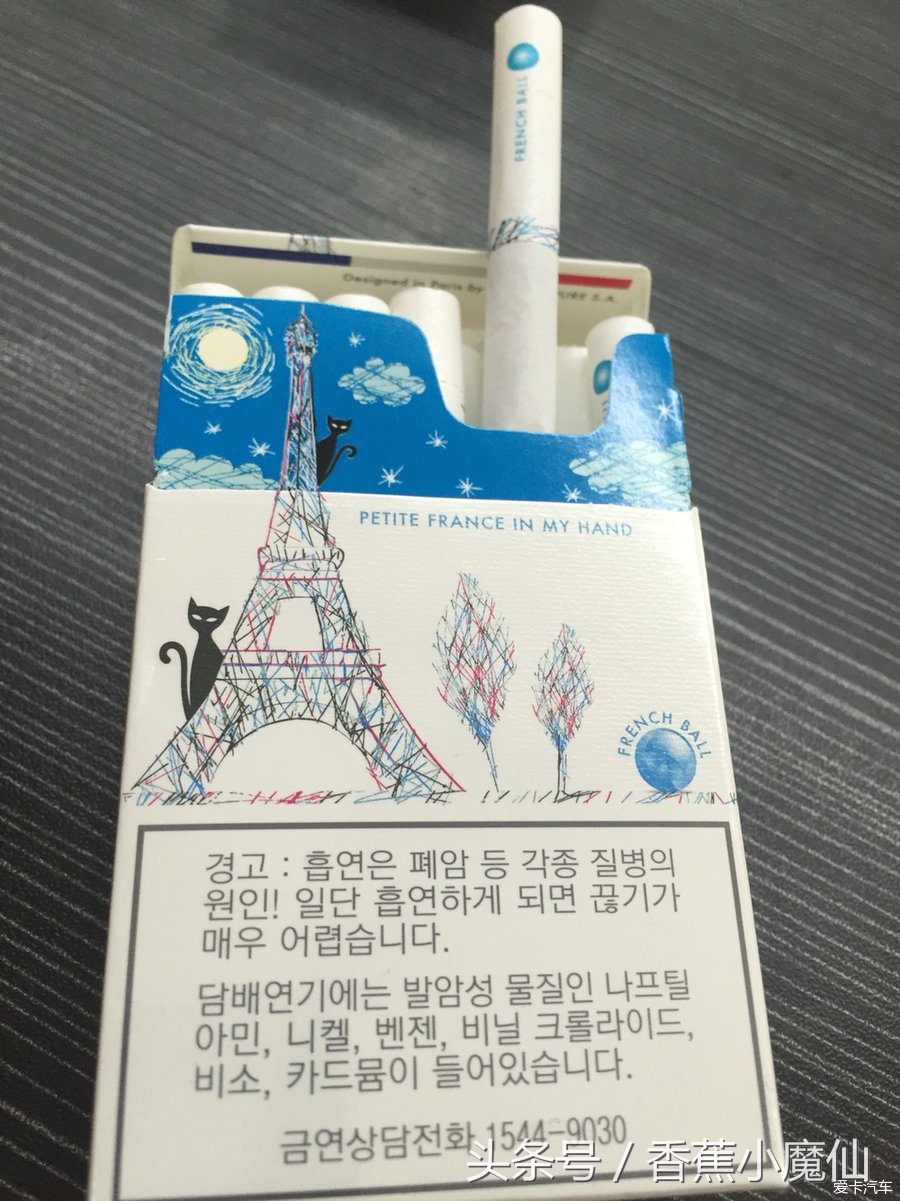 FRENCH BALL
Designed in Paris by
URE S.A.
PETITE FRANCE IN MY HAND
FRENCH BALL
경고 : 흡연은 폐암 등 각종 질병의
원인! 일단 흡연하게 되면 끊기가
매우 어렵습니다.
담배연기에는 발암성 물질인 나프틸
아민, 니켈, 벤젠, 비닐 크롤라이드,
비소, 카드뮴이 들어있습니다.
금연상담전화 1544-9030
头条号 / 香蕉小魔仙
爱卡汽车